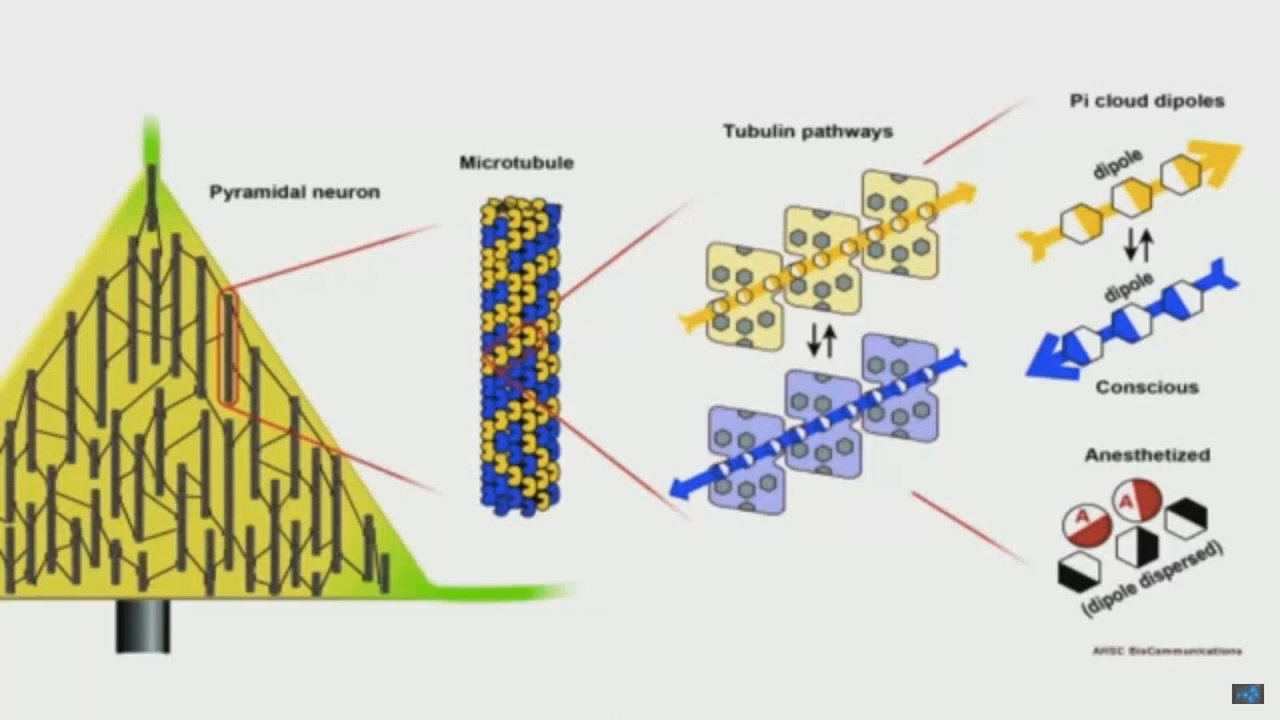 Pi cloud dipoles
Tubulin pathways
Microtubule
Pyramidal neuron
dipole
dipole
Conscious
Anesthetized
A
A
(dipole dispersed)
AHSC BioCommunications